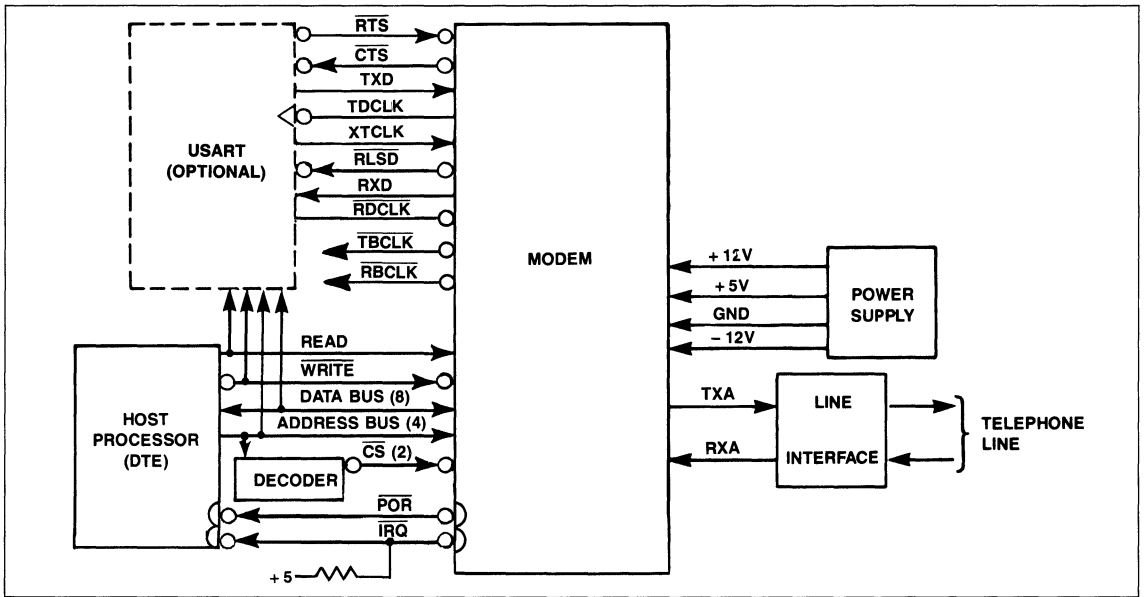 RTS
CTS
TXD
TDCLK
XTCLK
RLSD
RXD
RDCLK
TBCLK
RBCLK
USART
(OPTIONAL)
MODEM
+12V
+5V
GND
-12V
POWER
SUPPLY
READ
WRITE
DATA BUS (8)
ADDRESS BUS (4)
CS (2)
DECODER
POR
IRQ
+5
HOST
PROCESSOR
(DTE)
TXA
RXA
LINE
INTERFACE
TELEPHONE
LINE